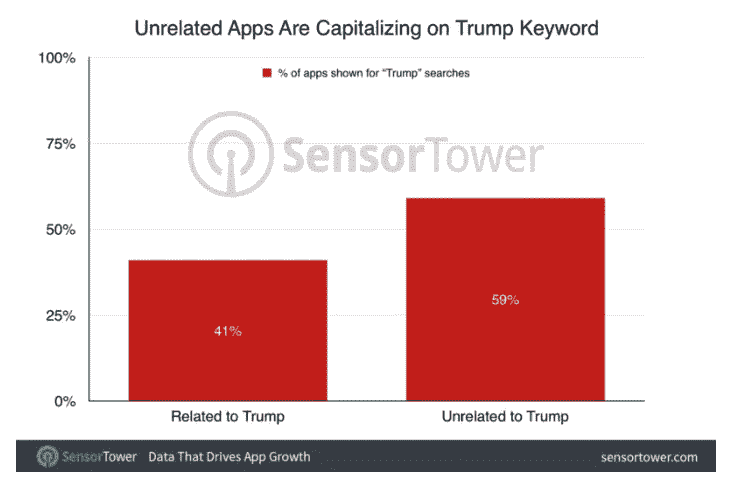 Unrelated Apps Are Capitalizing on Trump Keyword
% of apps shown for "Trump" searches
100%
75%
50%
25%
0%
SensorTower
41%
59%
Related to Trump
Unrelated to Trump
SensorTower Data That Drives App Growth sensortower.com